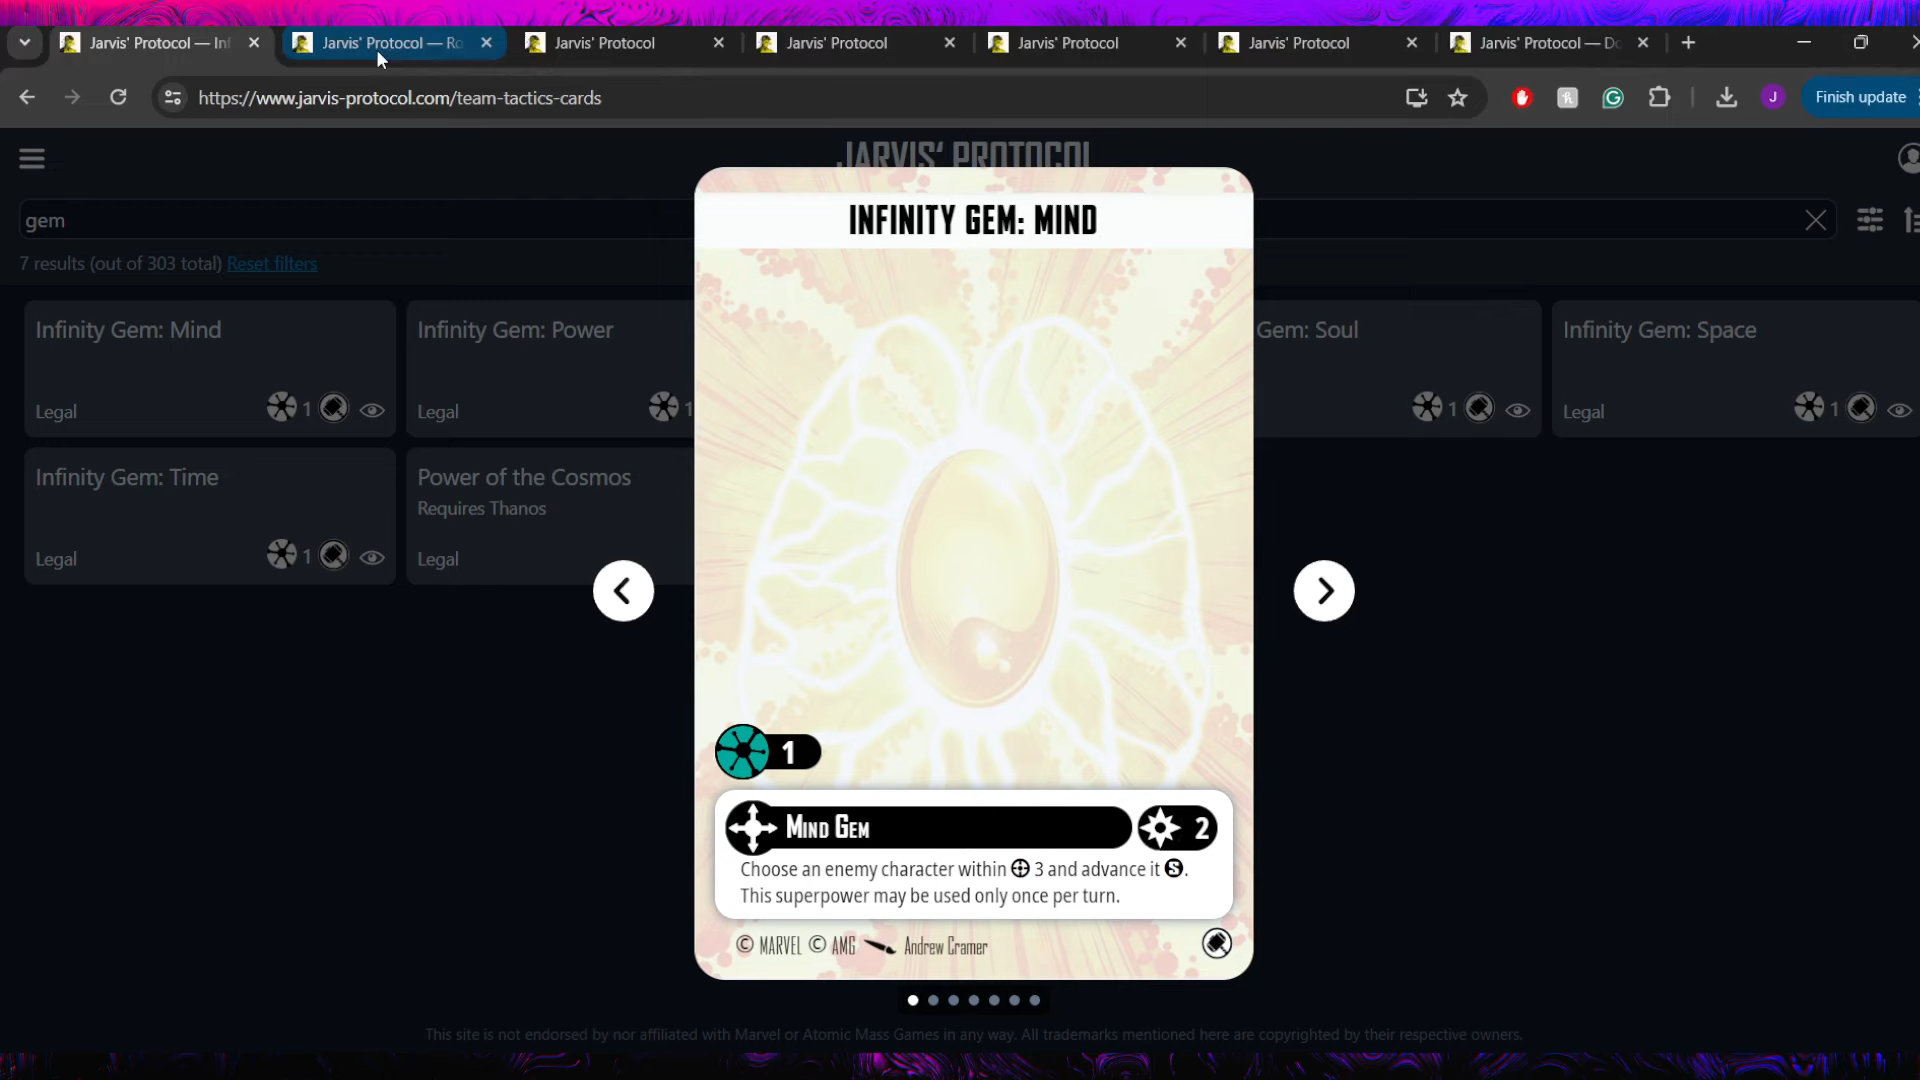 Jarvis' Protocol — In
Jarvis' Protocol — Ro
Jarvis' Protocol
Jarvis' Protocol
Jarvis' Protocol
Jarvis' Protocol
Jarvis' Protocol — Do
https://www.jarvis-protocol.com/team-tactics-cards
J
Finish update
JARVIS' PROTOCOL
gem
7 results (out of 303 total) Reset filters
Infinity Gem: Mind
Legal
1
Infinity Gem: Power
Legal
1
Gem: Soul
1
Infinity Gem: Space
Legal
1
Infinity Gem: Time
Legal
1
Power of the Cosmos
Requires Thanos
Legal
INFINITY GEM: MIND
1
MIND GEM
2
Choose an enemy character within 3 and advance it S.
This superpower may be used only once per turn.
© MARVEL © AMG Andrew Cramer
This site is not endorsed by nor affiliated with Marvel or Atomic Mass Games in any way. All trademarks mentioned here are copyrighted by their respective owners.